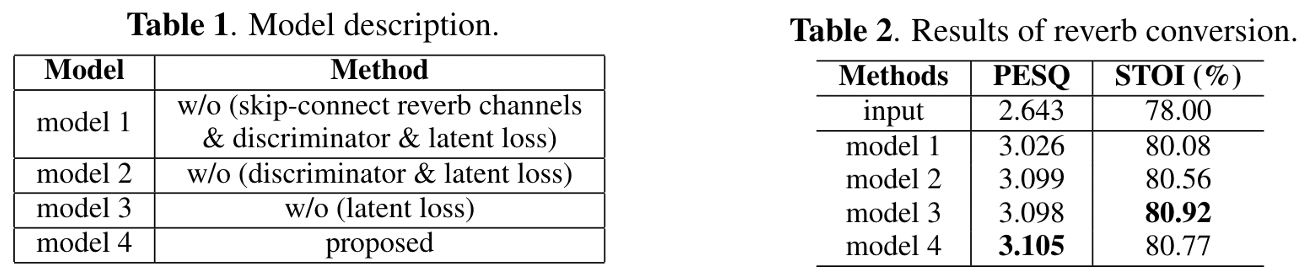 Table 1. Model description.
Model Method
model 1 w/o (skip-connect reverb channels
& discriminator & latent loss)
model 2 w/o (discriminator & latent loss)
model 3 w/o (latent loss)
model 4 proposed
Table 2. Results of reverb conversion.
Methods PESQ STOI (%)
input 2.643 78.00
model 1 3.026 80.08
model 2 3.099 80.56
model 3 3.098 80.92
model 4 3.105 80.77